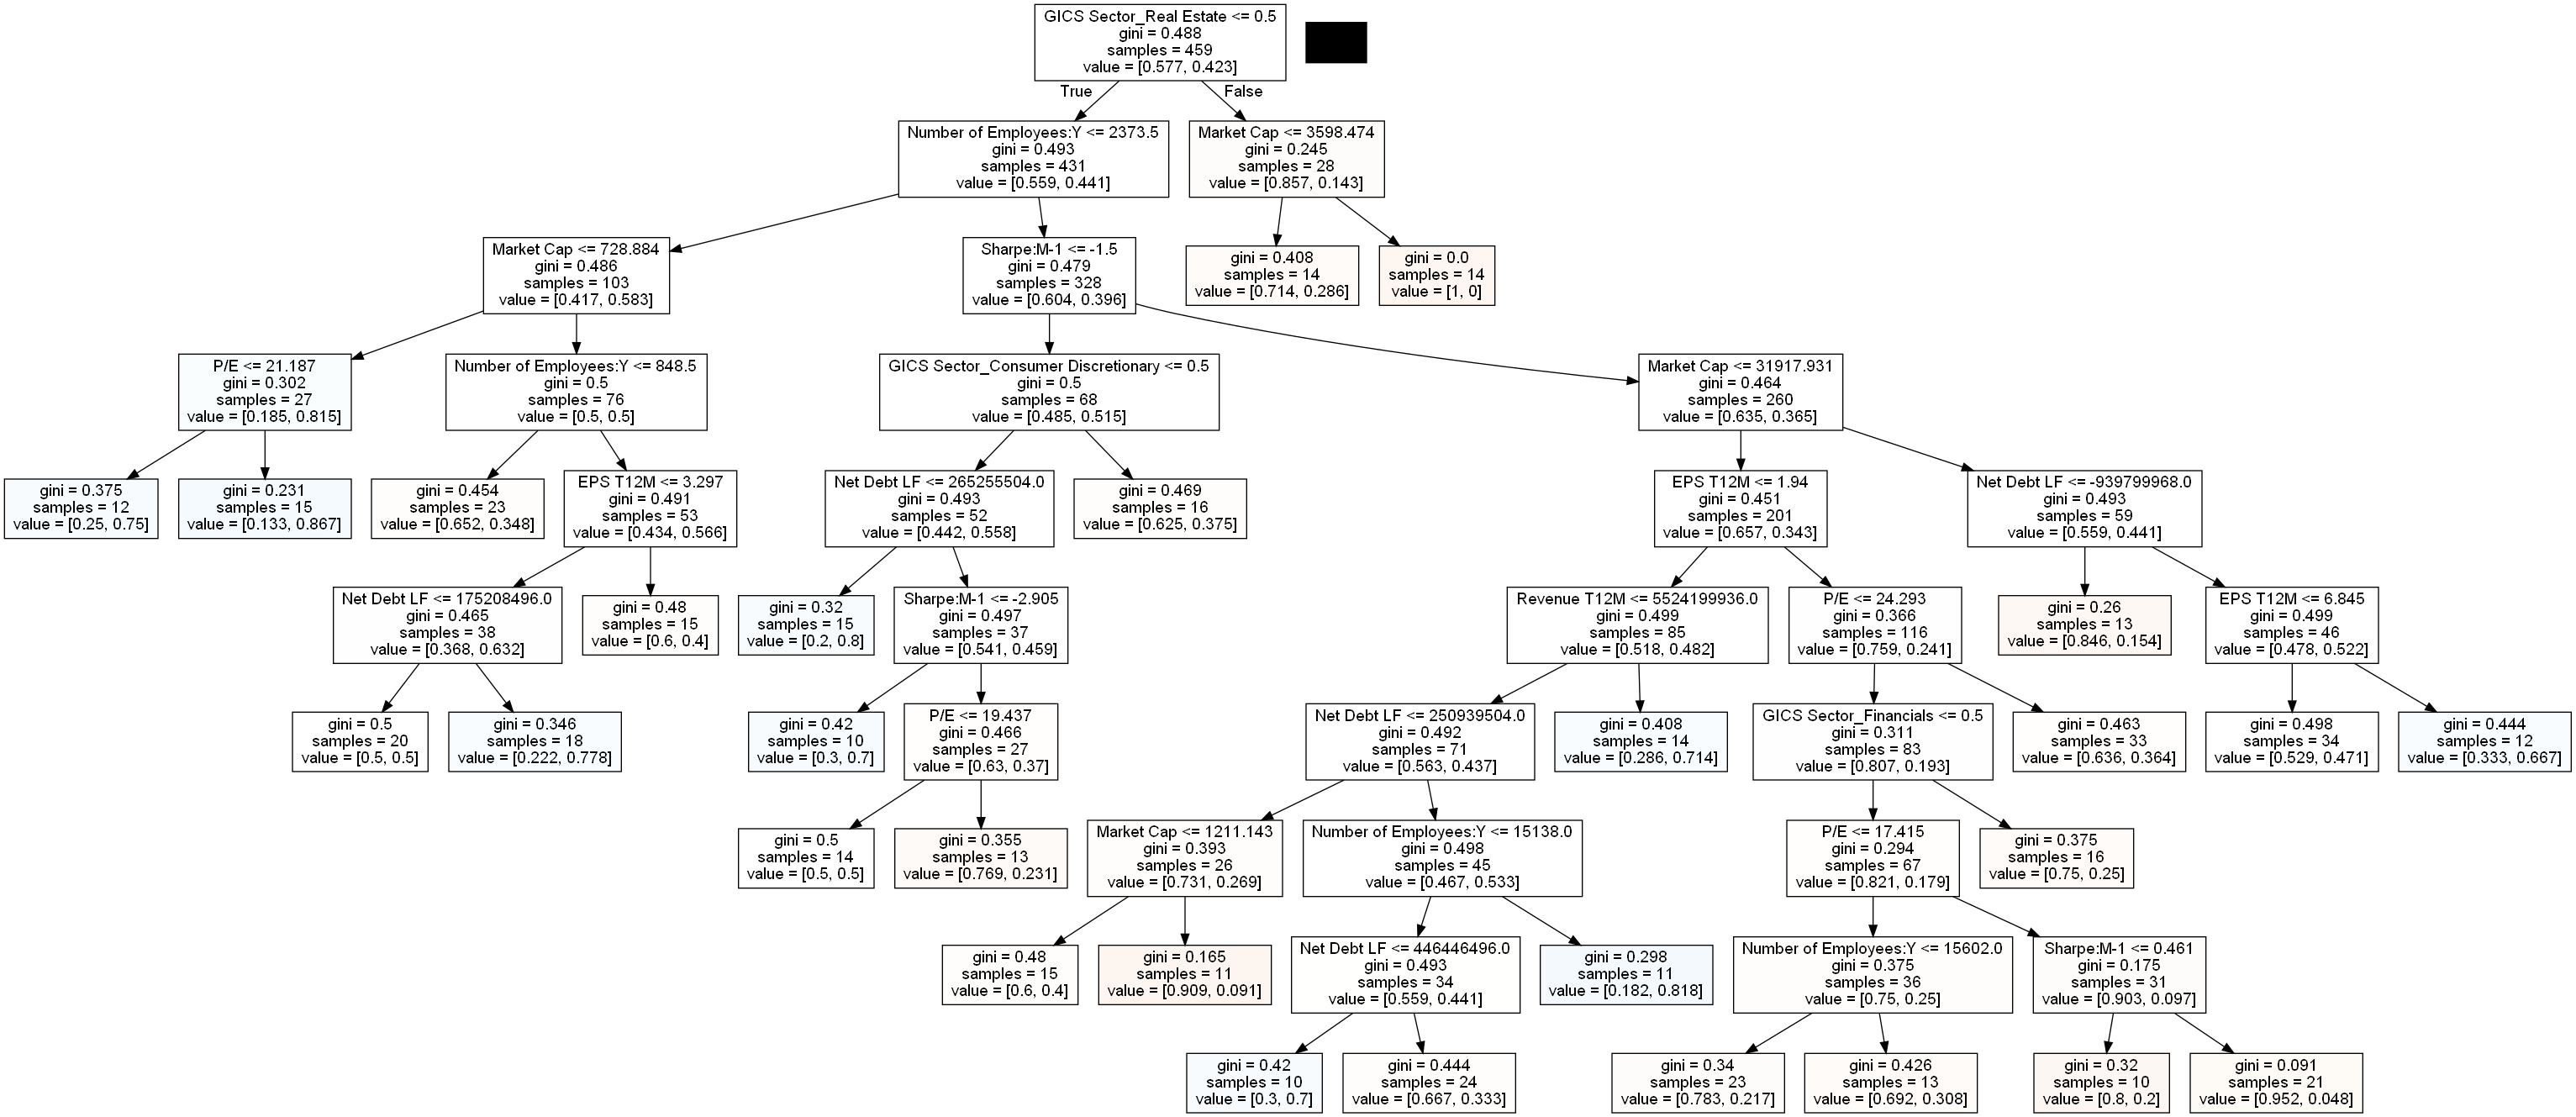 GICS Sector_Real Estate <= 0.5
gini = 0.488
samples = 459
value = [0.577, 0.423]
True
False
Number of Employees:Y <= 2373.5
gini = 0.493
samples = 431
value = [0.559, 0.441]
Market Cap <= 3598.474
gini = 0.245
samples = 28
value = [0.857, 0.143]
Market Cap <= 728.884
gini = 0.486
samples = 103
value = [0.417, 0.583]
Sharpe:M-1 <= -1.5
gini = 0.479
samples = 328
value = [0.604, 0.396]
gini = 0.408
samples = 14
value = [0.714, 0.286]
gini = 0.0
samples = 14
value = [1, 0]
P/E <= 21.187
gini = 0.302
samples = 27
value = [0.185, 0.815]
Number of Employees:Y <= 848.5
gini = 0.5
samples = 76
value = [0.5, 0.5]
GICS Sector_Consumer Discretionary <= 0.5
gini = 0.5
samples = 68
value = [0.485, 0.515]
Market Cap <= 31917.931
gini = 0.464
samples = 260
value = [0.635, 0.365]
gini = 0.375
samples = 12
value = [0.25, 0.75]
gini = 0.231
samples = 15
value = [0.133, 0.867]
gini = 0.454
samples = 23
value = [0.652, 0.348]
EPS T12M <= 3.297
gini = 0.491
samples = 53
value = [0.434, 0.566]
Net Debt LF <= 265255504.0
gini = 0.493
samples = 52
value = [0.442, 0.558]
gini = 0.469
samples = 16
value = [0.625, 0.375]
EPS T12M <= 1.94
gini = 0.451
samples = 201
value = [0.657, 0.343]
Net Debt LF <= -939799968.0
gini = 0.493
samples = 59
value = [0.559, 0.441]
Net Debt LF <= 175208496.0
gini = 0.465
samples = 38
value = [0.368, 0.632]
gini = 0.48
samples = 15
value = [0.6, 0.4]
gini = 0.32
samples = 15
value = [0.2, 0.8]
Sharpe:M-1 <= -2.905
gini = 0.497
samples = 37
value = [0.541, 0.459]
Revenue T12M <= 5524199936.0
gini = 0.499
samples = 85
value = [0.518, 0.482]
P/E <= 24.293
gini = 0.366
samples = 116
value = [0.759, 0.241]
gini = 0.26
samples = 13
value = [0.846, 0.154]
EPS T12M <= 6.845
gini = 0.499
samples = 46
value = [0.478, 0.522]
gini = 0.5
samples = 20
value = [0.5, 0.5]
gini = 0.346
samples = 18
value = [0.222, 0.778]
gini = 0.42
samples = 10
value = [0.3, 0.7]
P/E <= 19.437
gini = 0.466
samples = 27
value = [0.63, 0.37]
Net Debt LF <= 250939504.0
gini = 0.492
samples = 71
value = [0.563, 0.437]
gini = 0.408
samples = 14
value = [0.286, 0.714]
GICS Sector_Financials <= 0.5
gini = 0.311
samples = 83
value = [0.807, 0.193]
gini = 0.463
samples = 33
value = [0.636, 0.364]
gini = 0.498
samples = 34
value = [0.529, 0.471]
gini = 0.444
samples = 12
value = [0.333, 0.667]
gini = 0.5
samples = 14
value = [0.5, 0.5]
gini = 0.355
samples = 13
value = [0.769, 0.231]
Market Cap <= 1211.143
gini = 0.393
samples = 26
value = [0.731, 0.269]
Number of Employees:Y <= 15138.0
gini = 0.498
samples = 45
value = [0.467, 0.533]
P/E <= 17.415
gini = 0.294
samples = 67
value = [0.821, 0.179]
gini = 0.375
samples = 16
value = [0.75, 0.25]
gini = 0.48
samples = 15
value = [0.6, 0.4]
gini = 0.165
samples = 11
value = [0.909, 0.091]
Net Debt LF <= 446446496.0
gini = 0.493
samples = 34
value = [0.559, 0.441]
gini = 0.298
samples = 11
value = [0.182, 0.818]
Number of Employees:Y <= 15602.0
gini = 0.375
samples = 36
value = [0.75, 0.25]
Sharpe:M-1 <= 0.461
gini = 0.175
samples = 31
value = [0.903, 0.097]
gini = 0.42
samples = 10
value = [0.3, 0.7]
gini = 0.444
samples = 24
value = [0.667, 0.333]
gini = 0.34
samples = 23
value = [0.783, 0.217]
gini = 0.426
samples = 13
value = [0.692, 0.308]
gini = 0.32
samples = 10
value = [0.8, 0.2]
gini = 0.091
samples = 21
value = [0.952, 0.048]